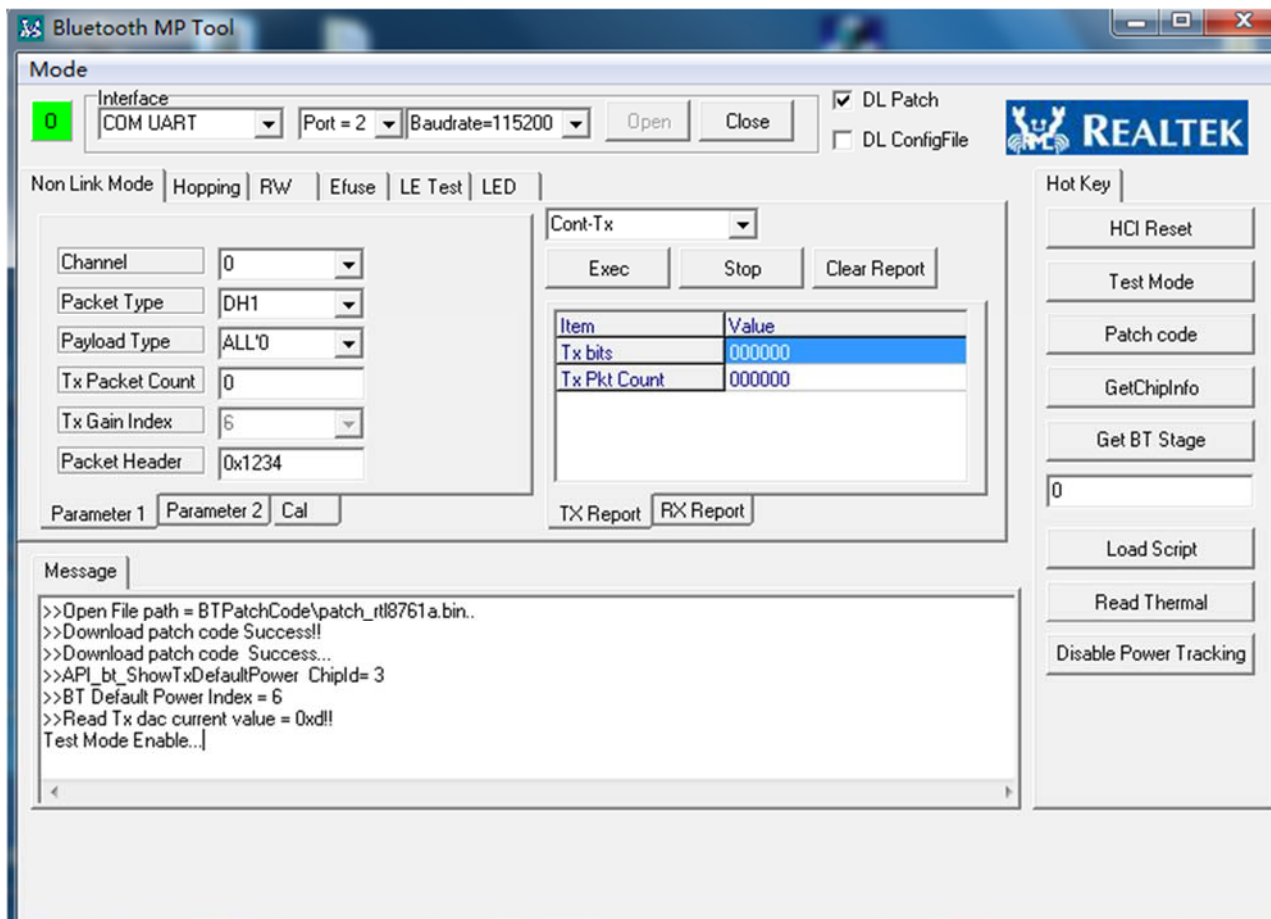 Bluetooth MP Tool
Mode
Interface
0 COM UART Port = 2 Baudrate=115200 Open Close
DL Patch
DL ConfigFile
REALTEK
Non Link Mode Hopping RW Efuse LE Test LED
Channel 0
Packet Type DH1
Payload Type ALL'0
Tx Packet Count 0
Tx Gain Index 6
Packet Header 0x1234
Parameter 1 Parameter 2 Cal
Cont-Tx
Exec Stop Clear Report
Item Value
Tx bits 000000
Tx Pkt Count 000000
TX Report RX Report
Hot Key
HCI Reset
Test Mode
Patch code
GetChipInfo
Get BT Stage
0
Load Script
Read Thermal
Disable Power Tracking
Message
>>Open File path = BTPatchCode\patch_rtl8761a.bin..
>>Download patch code Success!!
>>Download patch code  Success...
>>API_bt_ShowTxDefaultPower  ChipId= 3
>>BT Default Power Index = 6
>>Read Tx dac current value = 0xd!!
Test Mode Enable...